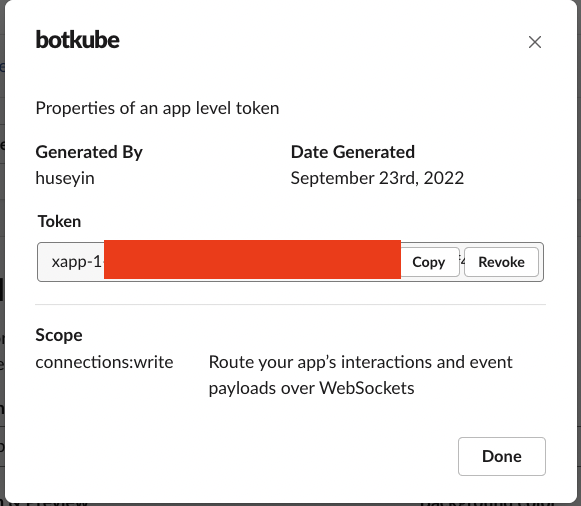 botkube
Properties of an app level token
Generated By
huseyin
Date Generated
September 23rd, 2022
Token
xapp-1-
Copy
Revoke
Scope
connections:write
Route your app's interactions and event
payloads over WebSockets
Done